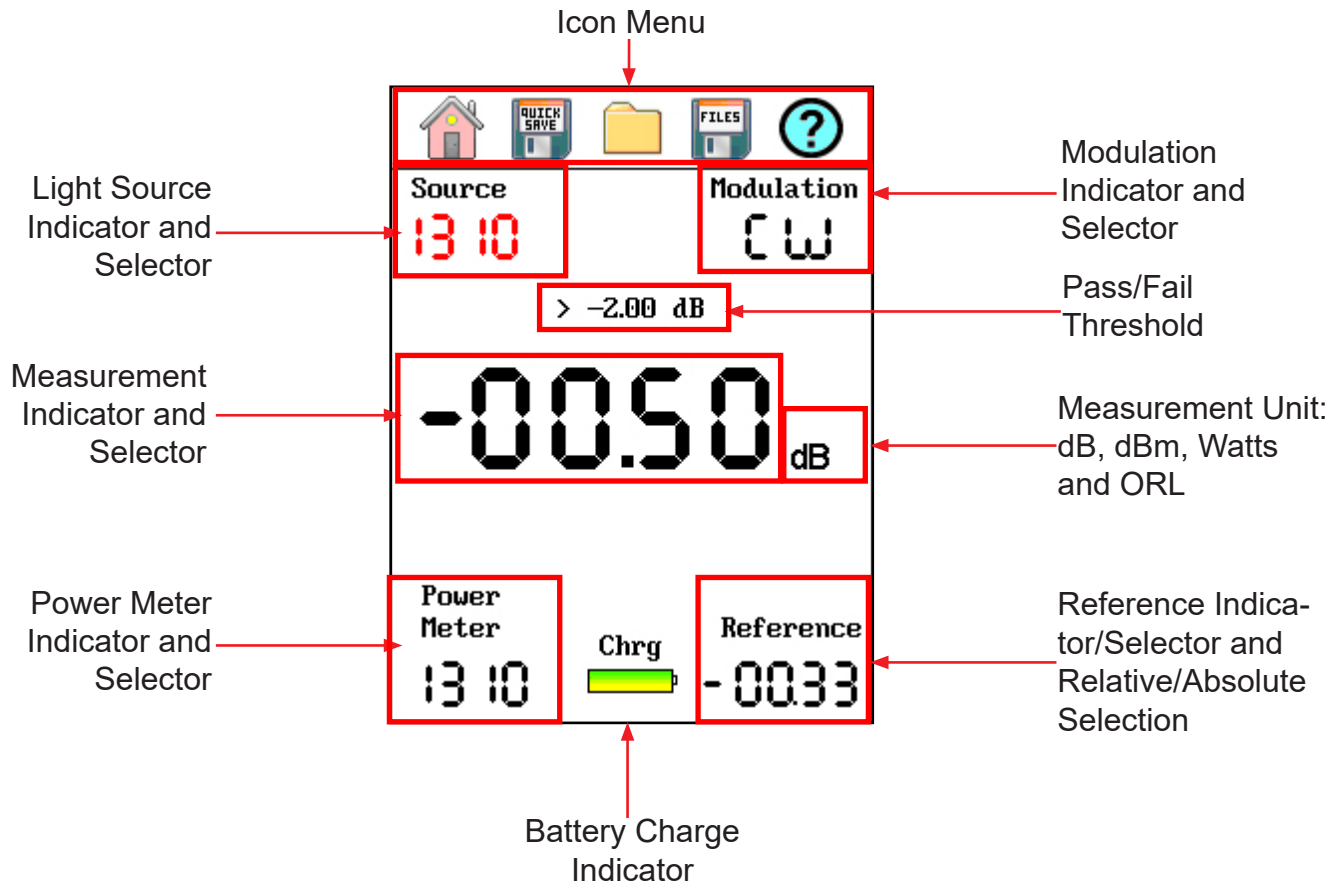 Icon Menu
QUICK
SAVE
FILES
?
Light Source
Indicator and
Selector
Source
1310
Modulation
CW
Modulation
Indicator and
Selector
> -2.00 dB
Pass/Fail
Threshold
Measurement
Indicator and
Selector
-00.50
dB
Measurement Unit:
dB, dBm, Watts
and ORL
Power Meter
Indicator and
Selector
Power
Meter
1310
Chrg
Reference
-00.33
Reference Indica-
tor/Selector and
Relative/Absolute
Selection
Battery Charge
Indicator